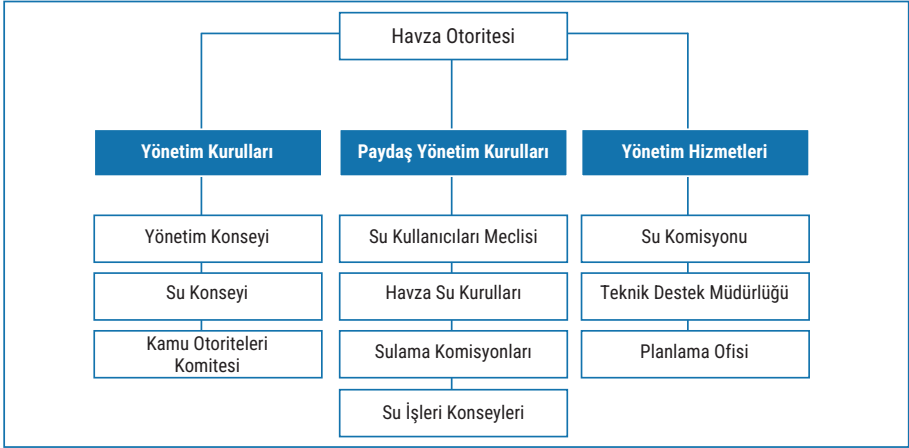 Havza Otoritesi
Yönetim Kurulları
Paydaş Yönetim Kurulları
Yönetim Hizmetleri
Yönetim Konseyi
Su Kullanıcıları Meclisi
Su Komisyonu
Su Konseyi
Havza Su Kurulları
Teknik Destek Müdürlüğü
Kamu Otoriteleri
Komitesi
Sulama Komisyonları
Planlama Ofisi
Su İşleri Konseyleri